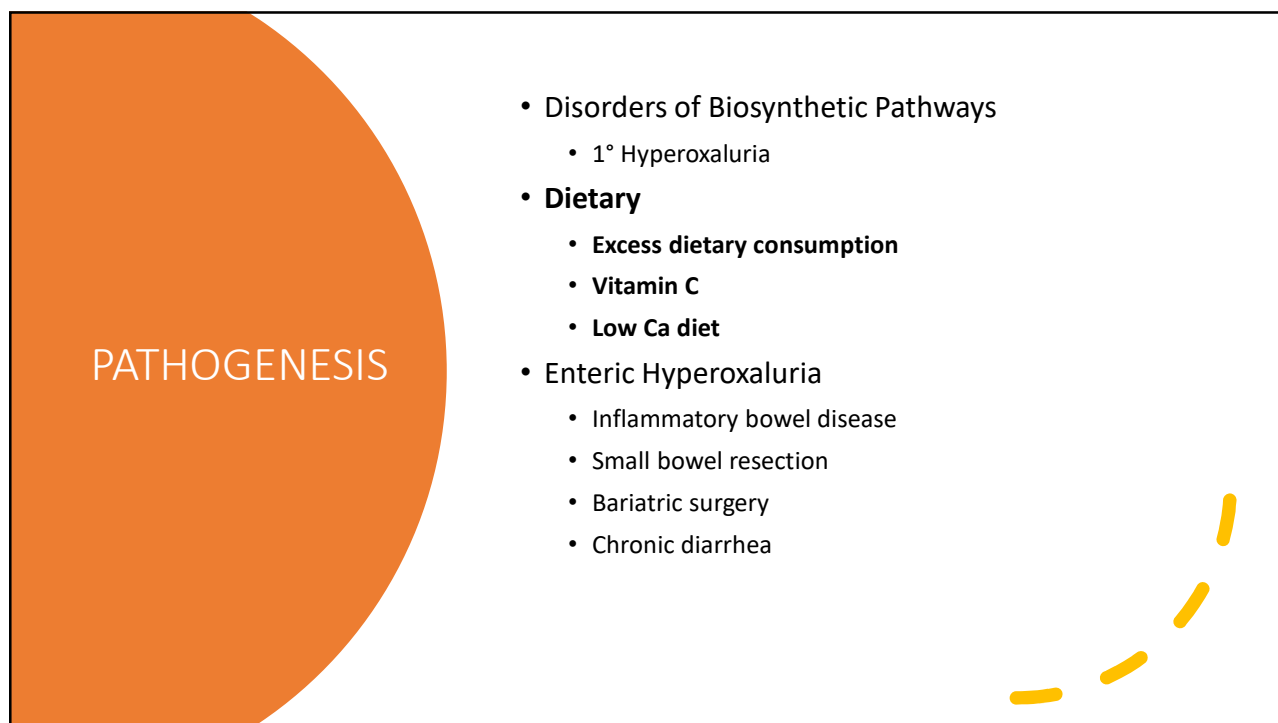 PATHOGENESIS
• Disorders of Biosynthetic Pathways
• 1° Hyperoxaluria
• Dietary
• Excess dietary consumption
• Vitamin C
• Low Ca diet
• Enteric Hyperoxaluria
• Inflammatory bowel disease
• Small bowel resection
• Bariatric surgery
• Chronic diarrhea